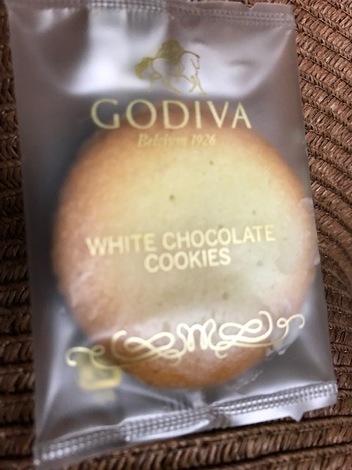 GODIVA
Belgium 1926
WHITE CHOCOLATE
COOKIES